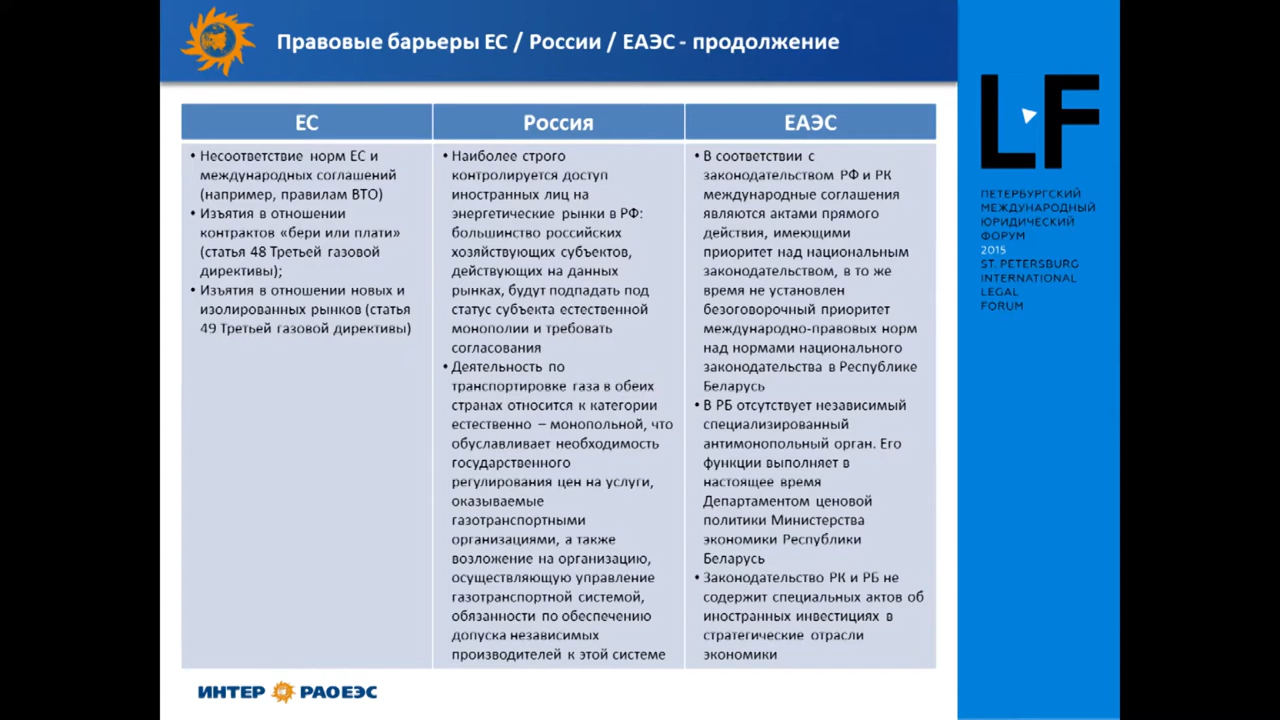 Правовые барьеры ЕС / России / ЕАЭС - продолжение
ЕС
• Несоответствие норм ЕС и
международных соглашений
(например, правилам ВТО)
• Изъятия в отношении
контрактов «бери или плати»
(статья 48 Третьей газовой
директивы);
• Изъятия в отношении новых и
изолированных рынков (статья
49 Третьей газовой директивы)
Россия
• Наиболее строго
контролируется доступ
иностранных лиц на
энергетические рынки в РФ:
большинство российских
хозяйствующих субъектов,
действующих на данных
рынках, будут подпадать под
статус субъекта естественной
монополии и требовать
согласования
• Деятельность по
транспортировке газа в обеих
странах относится к категории
естественно – монопольной, что
обуславливает необходимость
государственного
регулирования цен на услуги,
оказываемые
газотранспортными
организациями, а также
возложение на организацию,
осуществляющую управление
газотранспортной системой,
обязанности по обеспечению
допуска независимых
производителей к этой системе
ЕАЭС
• В соответствии с
законодательством РФ и РК
международные соглашения
являются актами прямого
действия, имеющими
приоритет над национальным
законодательством, в то же
время не установлен
безоговорочный приоритет
международно-правовых норм
над нормами национального
законодательства в Республике
Беларусь
• В РБ отсутствует независимый
специализированный
антимонопольный орган. Его
функции выполняет в
настоящее время
Департаментом ценовой
политики Министерства
экономики Республики
Беларусь
• Законодательство РК и РБ не
содержит специальных актов об
иностранных инвестициях в
стратегические отрасли
экономики
ИНТЕР РАО ЕЭС
LF
ПЕТЕРБУРГСКИЙ
МЕЖДУНАРОДНЫЙ
ЮРИДИЧЕСКИЙ
ФОРУМ
2015
ST. PETERSBURG
INTERNATIONAL
LEGAL
FORUM